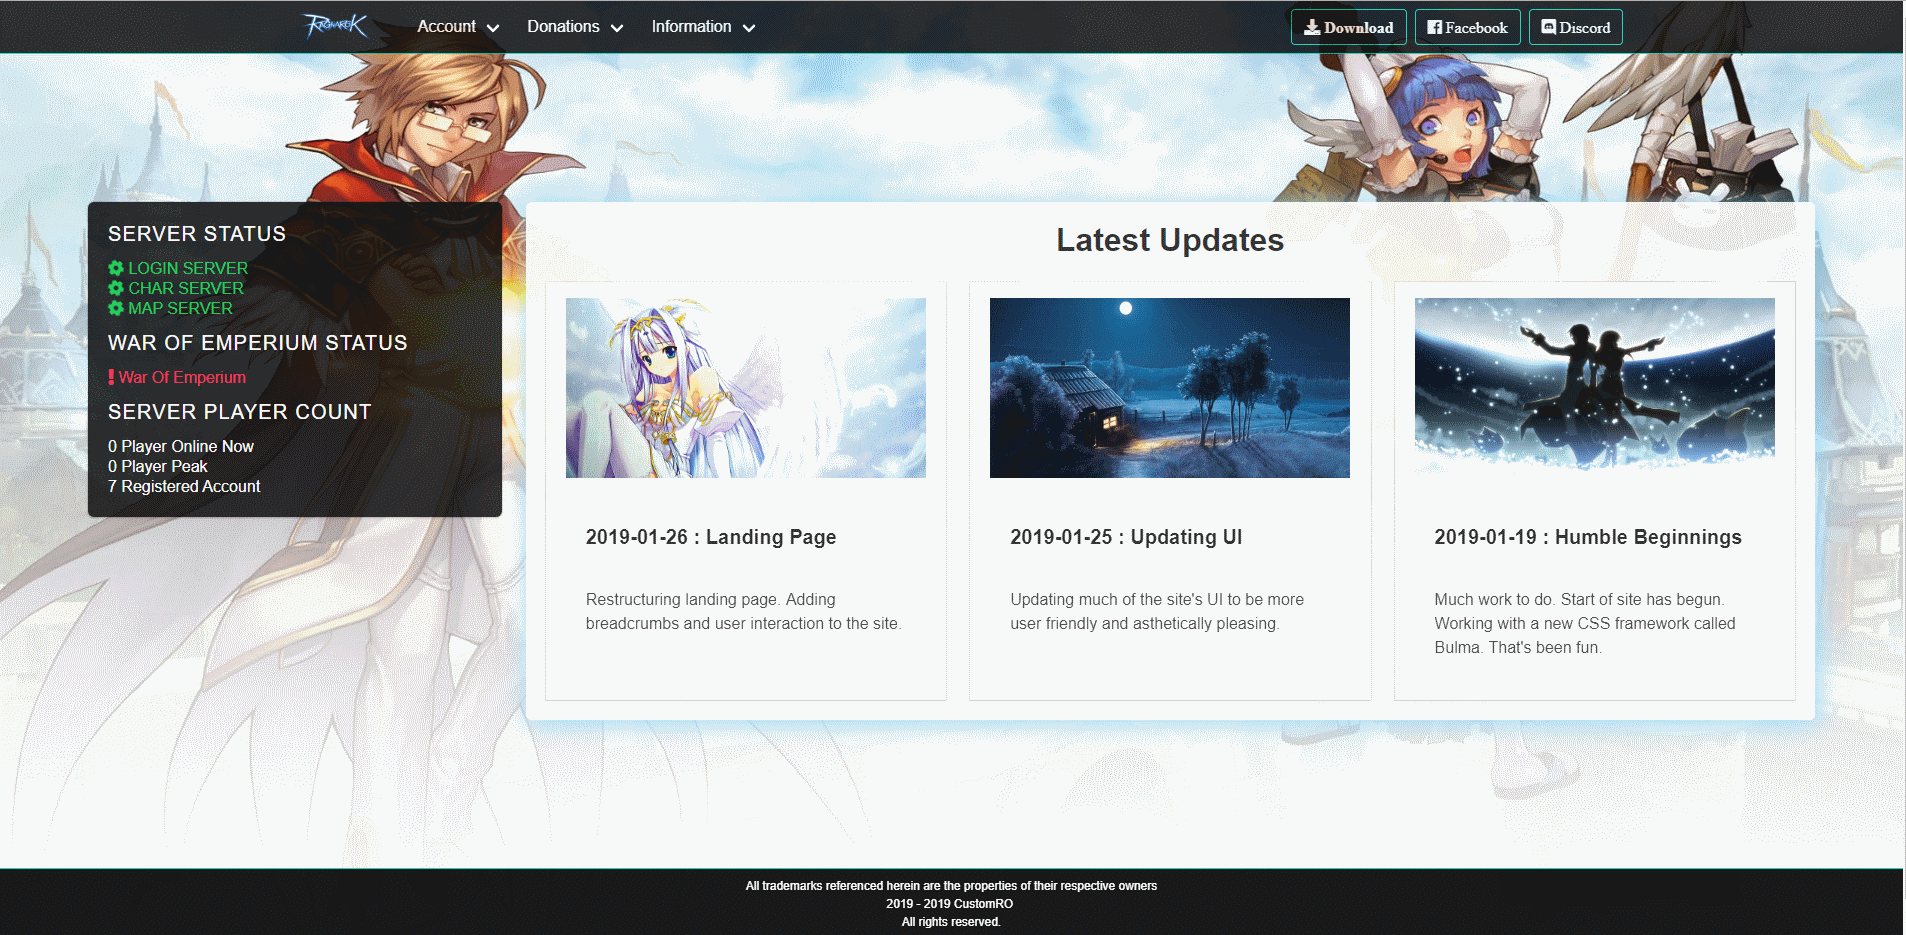 RAGNAROK
Account
Donations
Information
Download
Facebook
Discord
SERVER STATUS
LOGIN SERVER
CHAR SERVER
MAP SERVER
WAR OF EMPERIUM STATUS
War Of Emperium
SERVER PLAYER COUNT
0 Player Online Now
0 Player Peak
7 Registered Account
Latest Updates
2019-01-26 : Landing Page
Restructuring landing page. Adding
breadcrumbs and user interaction to the site.
2019-01-25 : Updating UI
Updating much of the site's UI to be more
user friendly and asthetically pleasing.
2019-01-19 : Humble Beginnings
Much work to do. Start of site has begun.
Working with a new CSS framework called
Bulma. That's been fun.
All trademarks referenced herein are the properties of their respective owners
2019 - 2019 CustomRO
All rights reserved.